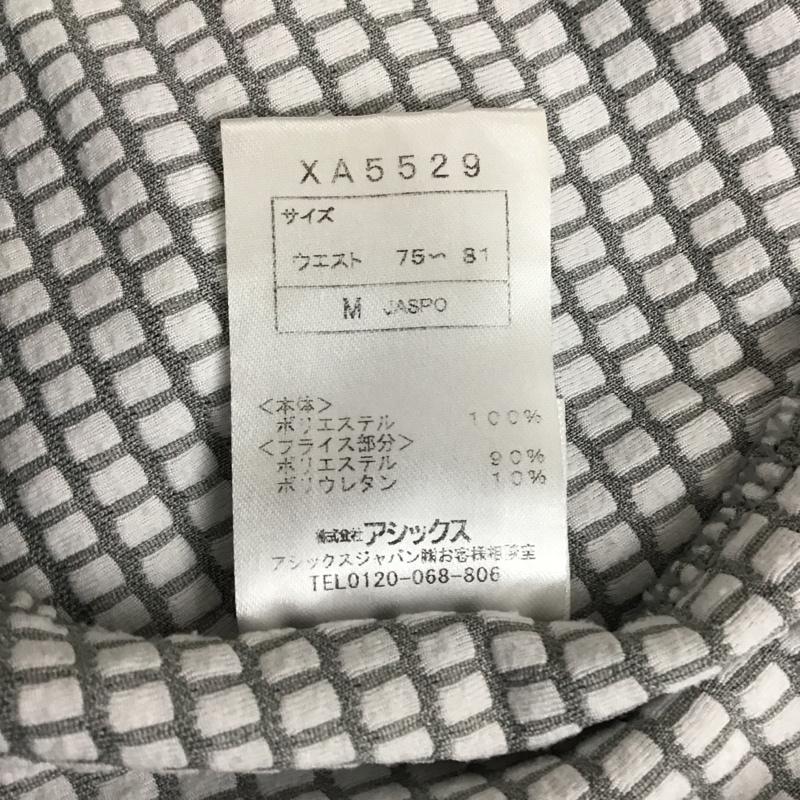 XA5529
サイズ
ウエスト 75〜81
M JASPO
<本体>
ポリエステル 100%
<フライス部分>
ポリエステル 90%
ポリウレタン 10%
株式会社アシックス
アシックスジャパン㈱お客様相談室
TEL0120-068-806